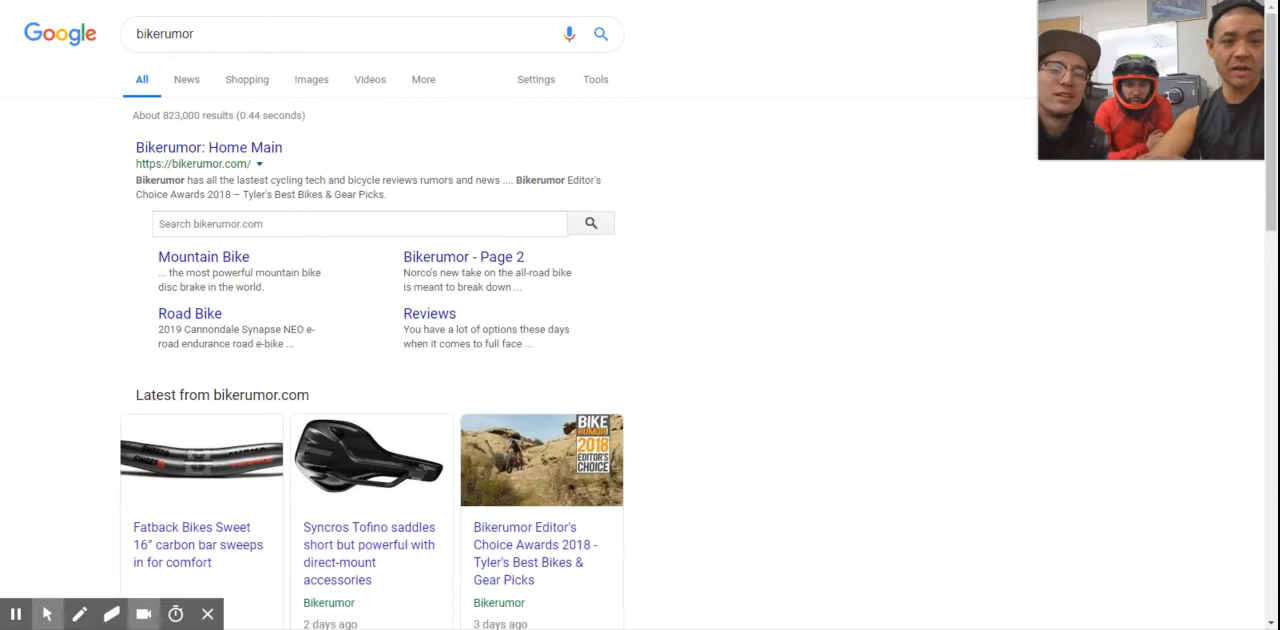 Google
bikerumor
All News Shopping Images Videos More Settings Tools
About 823,000 results (0.44 seconds)
Bikerumor: Home Main
https://bikerumor.com/
Bikerumor has all the lastest cycling tech and bicycle reviews rumors and news .... Bikerumor Editor's
Choice Awards 2018 – Tyler's Best Bikes & Gear Picks.
Search bikerumor.com
Mountain Bike
... the most powerful mountain bike
disc brake in the world.
Bikerumor - Page 2
Norco's new take on the all-road bike
is meant to break down ...
Road Bike
2019 Cannondale Synapse NEO e-
road endurance road e-bike ...
Reviews
You have a lot of options these days
when it comes to full face ...
Latest from bikerumor.com
BIKE
RUMOR!
2018
EDITOR'S
CHOICE
Fatback Bikes Sweet
16° carbon bar sweeps
in for comfort
Syncros Tofino saddles
short but powerful with
direct-mount
accessories
Bikerumor
2 days ago
Bikerumor Editor's
Choice Awards 2018 -
Tyler's Best Bikes &
Gear Picks
Bikerumor
3 days ago